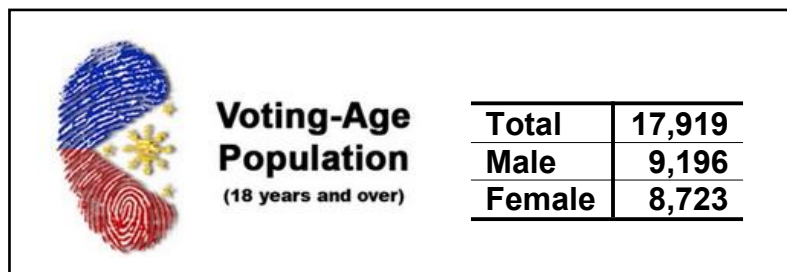 Voting-Age
Population
(18 years and over)
Total 17,919
Male 9,196
Female 8,723